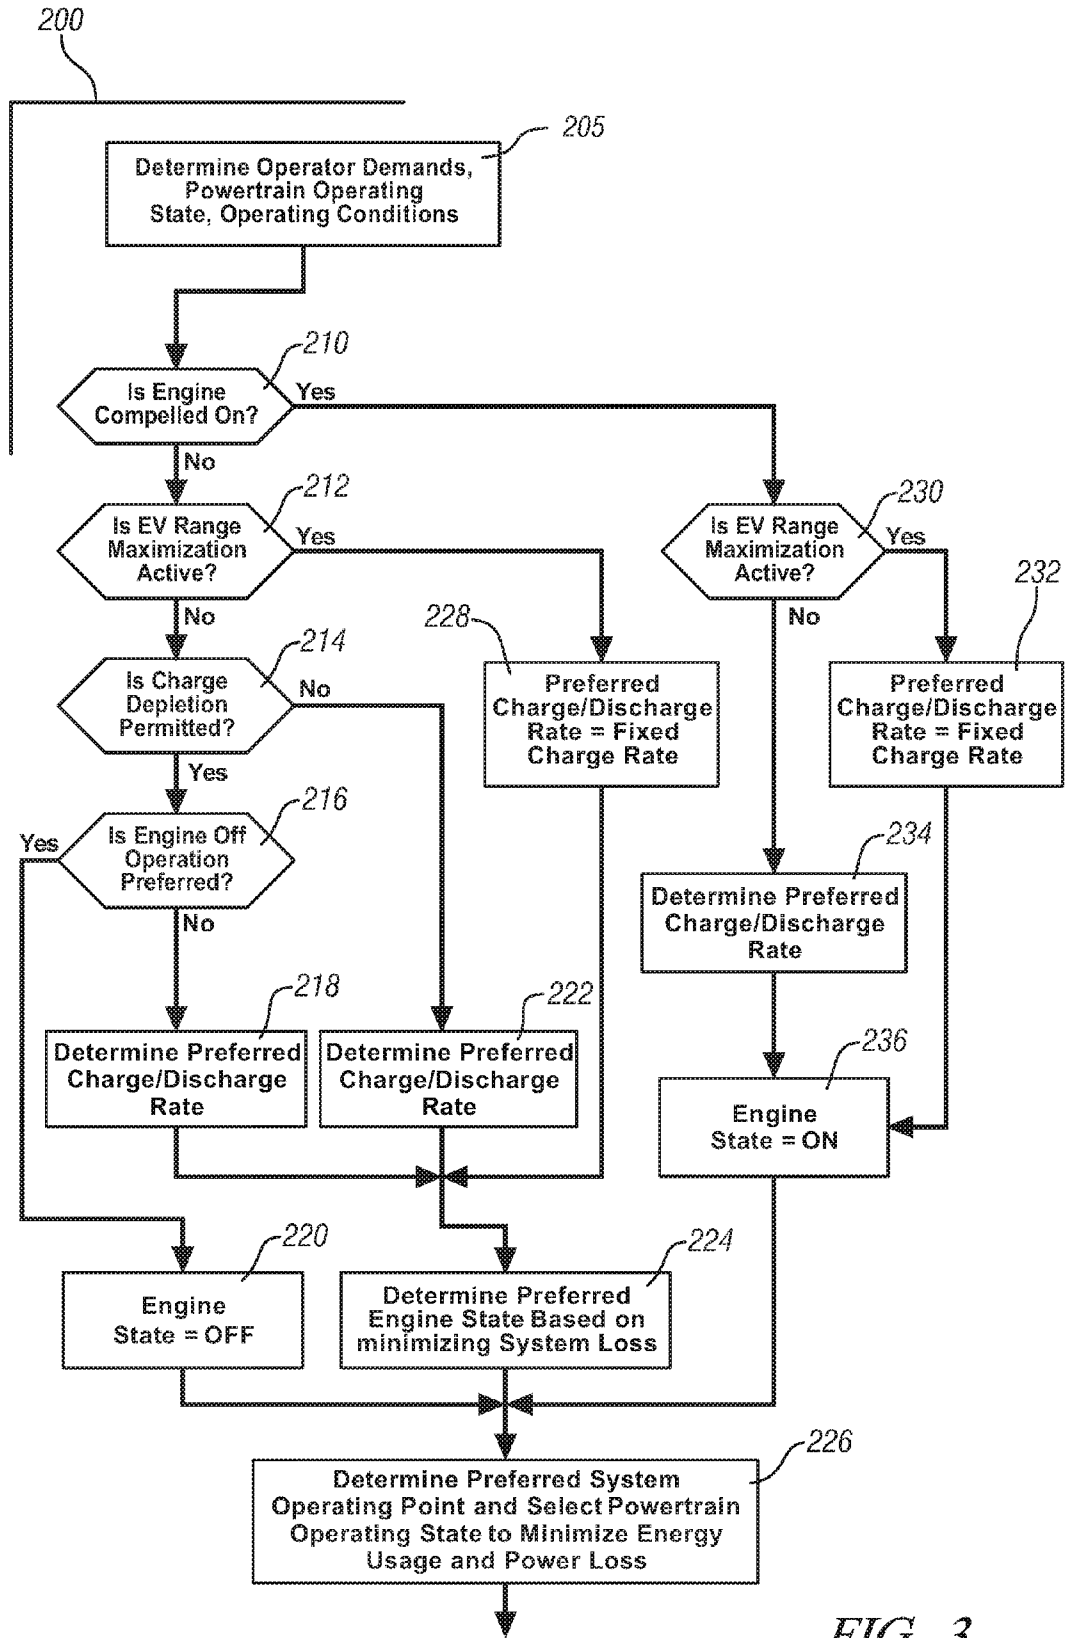 200
205
Determine Operator Demands,
Powertrain Operating
State, Operating Conditions
210
Is Engine
Compelled On?
Yes
No
212
Is EV Range
Maximization
Active?
Yes
No
230
Is EV Range
Maximization
Active?
Yes
No
214
Is Charge
Depletion
Permitted?
No
Yes
228
Preferred
Charge/Discharge
Rate = Fixed
Charge Rate
232
Preferred
Charge/Discharge
Rate = Fixed
Charge Rate
216
Is Engine Off
Operation
Preferred?
Yes
No
234
Determine Preferred
Charge/Discharge
Rate
218
Determine Preferred
Charge/Discharge
Rate
222
Determine Preferred
Charge/Discharge
Rate
236
Engine
State = ON
220
Engine
State = OFF
224
Determine Preferred
Engine State Based on
minimizing System Loss
226
Determine Preferred System
Operating Point and Select Powertrain
Operating State to Minimize Energy
Usage and Power Loss
FIG. 3